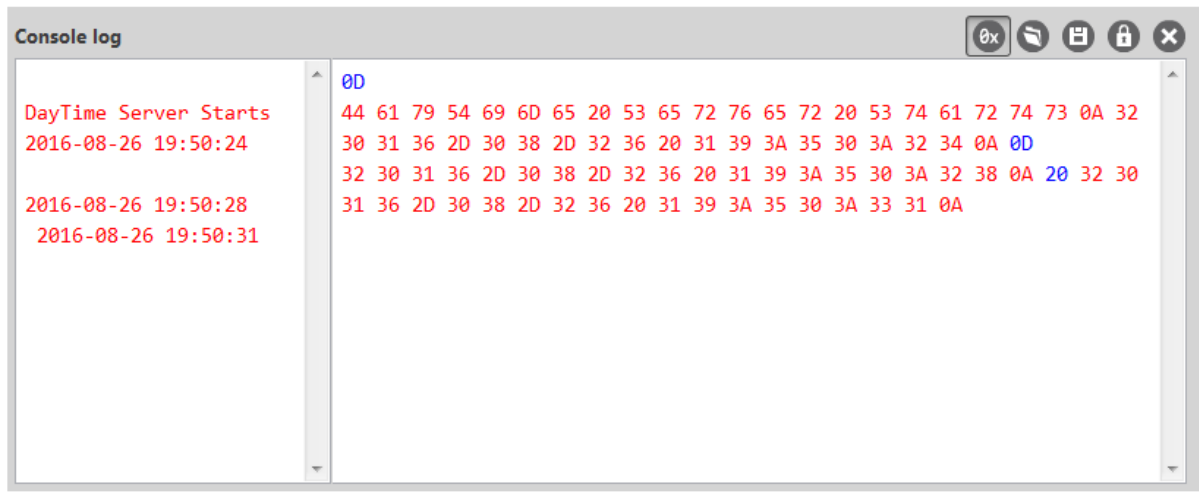 Console log
0x
DayTime Server Starts
2016-08-26 19:50:24
2016-08-26 19:50:28
2016-08-26 19:50:31
0D
44 61 79 54 69 6D 65 20 53 65 72 76 65 72 20 53 74 61 72 74 73 0A 32
30 31 36 2D 30 38 2D 32 36 20 31 39 3A 35 30 3A 32 34 0A 0D
32 30 31 36 2D 30 38 2D 32 36 20 31 39 3A 35 30 3A 32 38 0A 20 32 30
31 36 2D 30 38 2D 32 36 20 31 39 3A 35 30 3A 33 31 0A